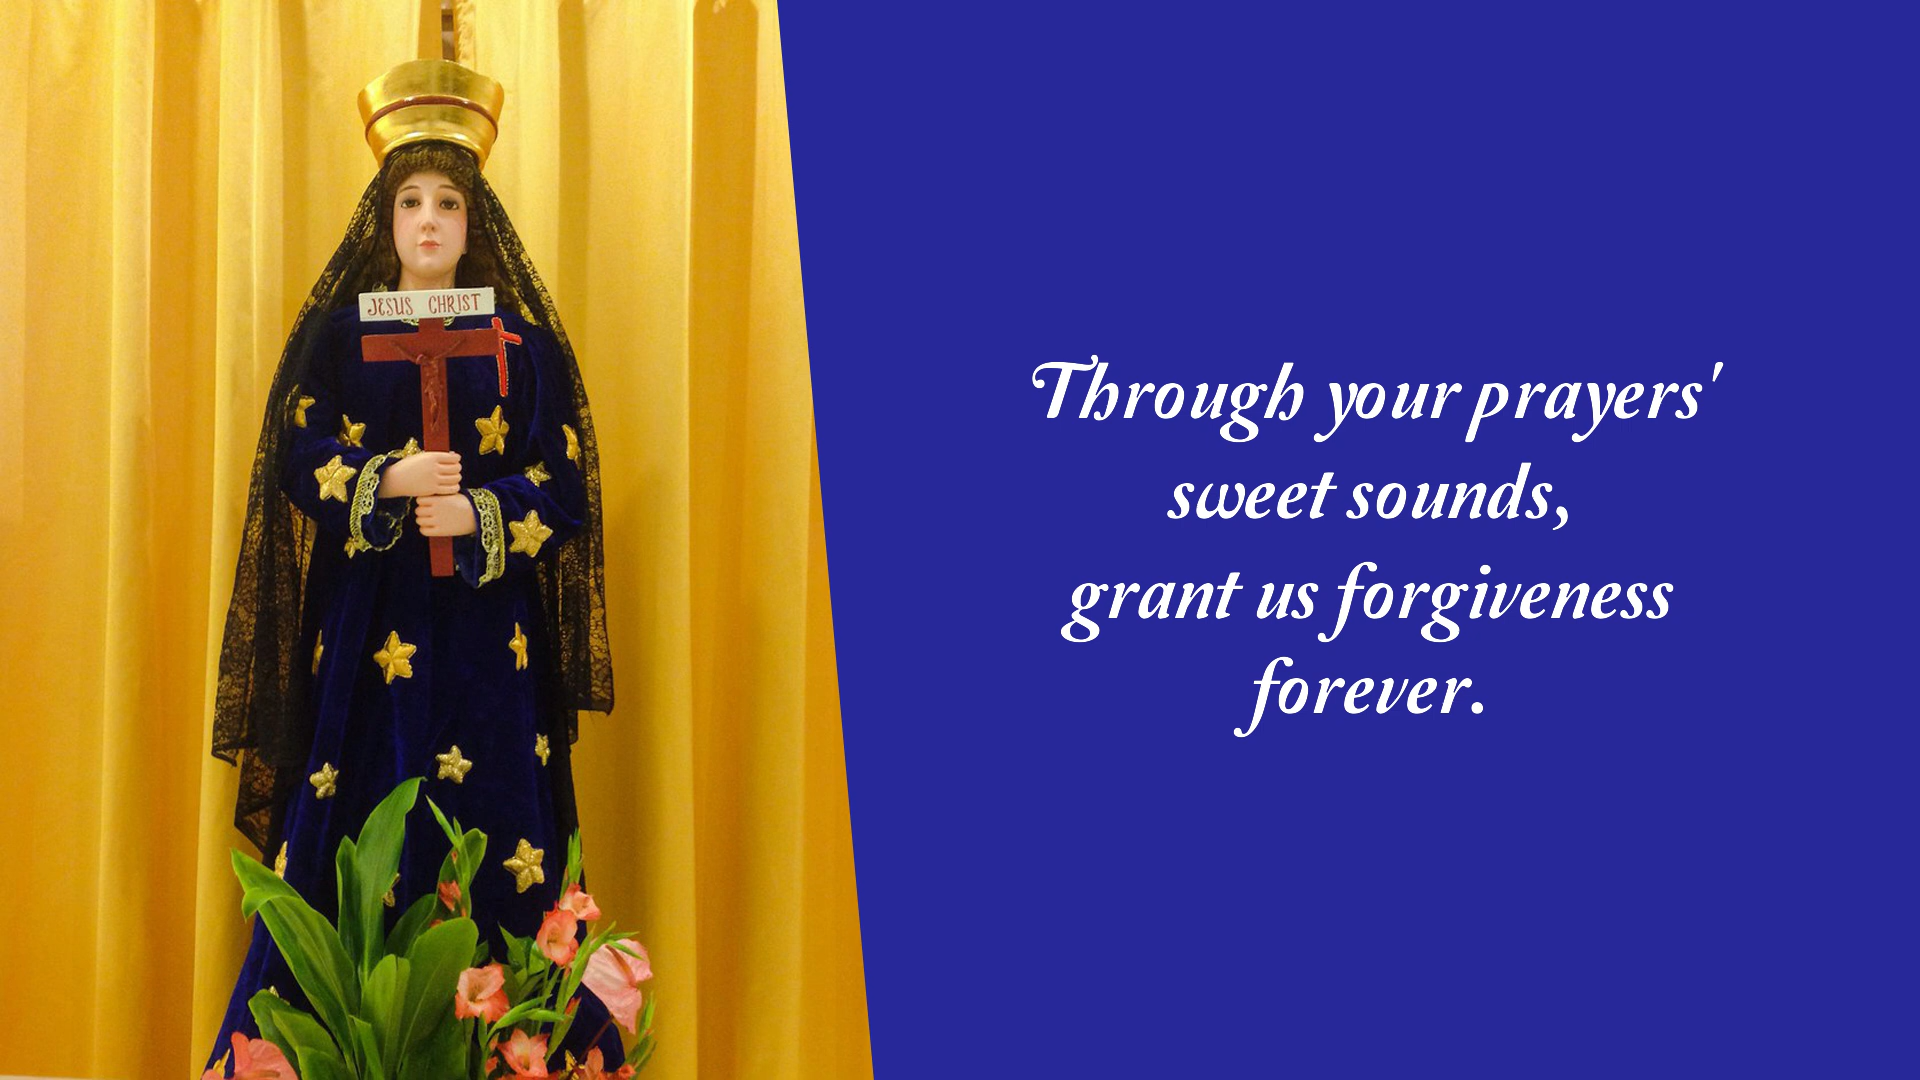 JESUS CHRIST
Through your prayers'
sweet sounds,
grant us forgiveness
forever.